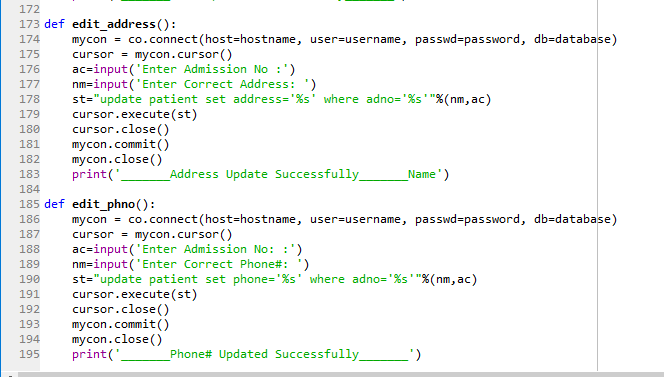 172
173 def edit_address():
174     mycon = co.connect(host=hostname, user=username, passwd=password, db=database)
175     cursor = mycon.cursor()
176     ac=input('Enter Admission No :')
177     nm=input('Enter Correct Address: ')
178     st="update patient set address='%s' where adno='%s'"%(nm,ac)
179     cursor.execute(st)
180     cursor.close()
181     mycon.commit()
182     mycon.close()
183     print('_______Address Update Successfully_______Name')
184
185 def edit_phno():
186     mycon = co.connect(host=hostname, user=username, passwd=password, db=database)
187     cursor = mycon.cursor()
188     ac=input('Enter Admission No: :')
189     nm=input('Enter Correct Phone#: ')
190     st="update patient set phone='%s' where adno='%s'"%(nm,ac)
191     cursor.execute(st)
192     cursor.close()
193     mycon.commit()
194     mycon.close()
195     print('_______Phone# Updated Successfully_______')